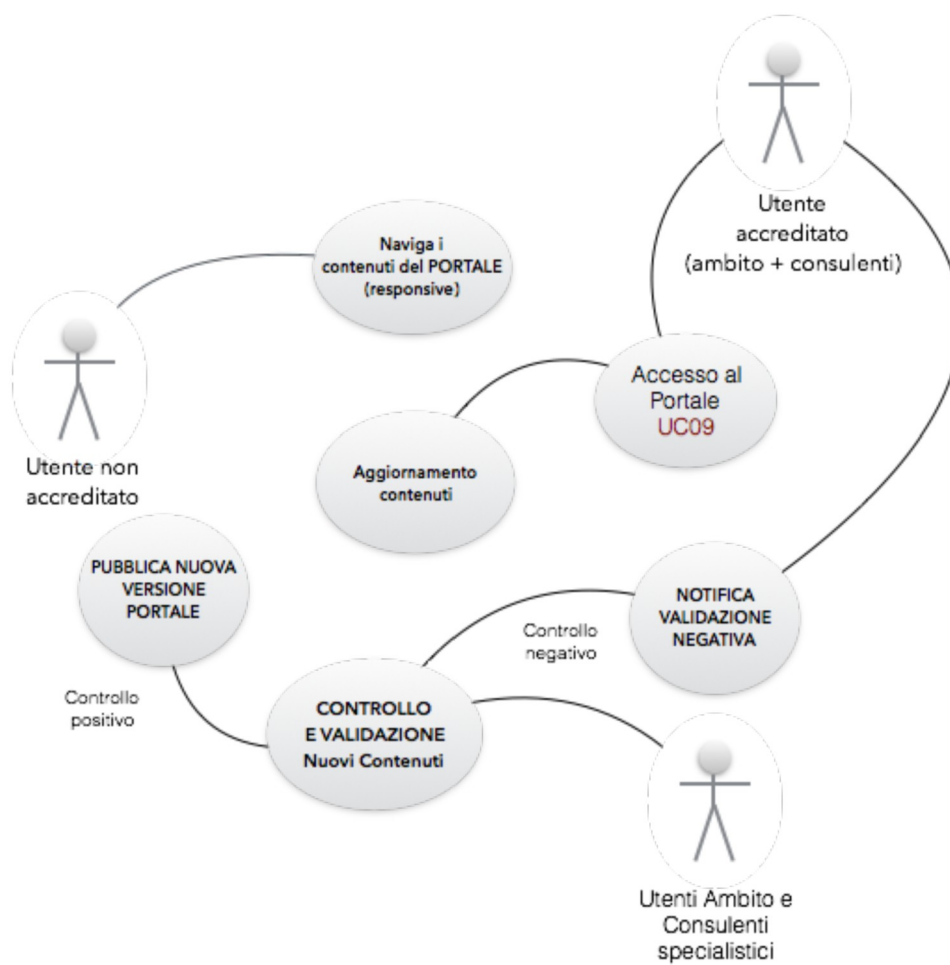 Utente
accreditato
(ambito + consulenti)
Naviga i
contenuti del PORTALE
(responsive)
Accesso al
Portale
UC09
Utente non
accreditato
Aggiornamento
contenuti
PUBBLICA NUOVA
VERSIONE
PORTALE
NOTIFICA
VALIDAZIONE
NEGATIVA
Controllo
negativo
Controllo
positivo
CONTROLLO
E VALIDAZIONE
Nuovi Contenuti
Utenti Ambito e
Consulenti
specialistici